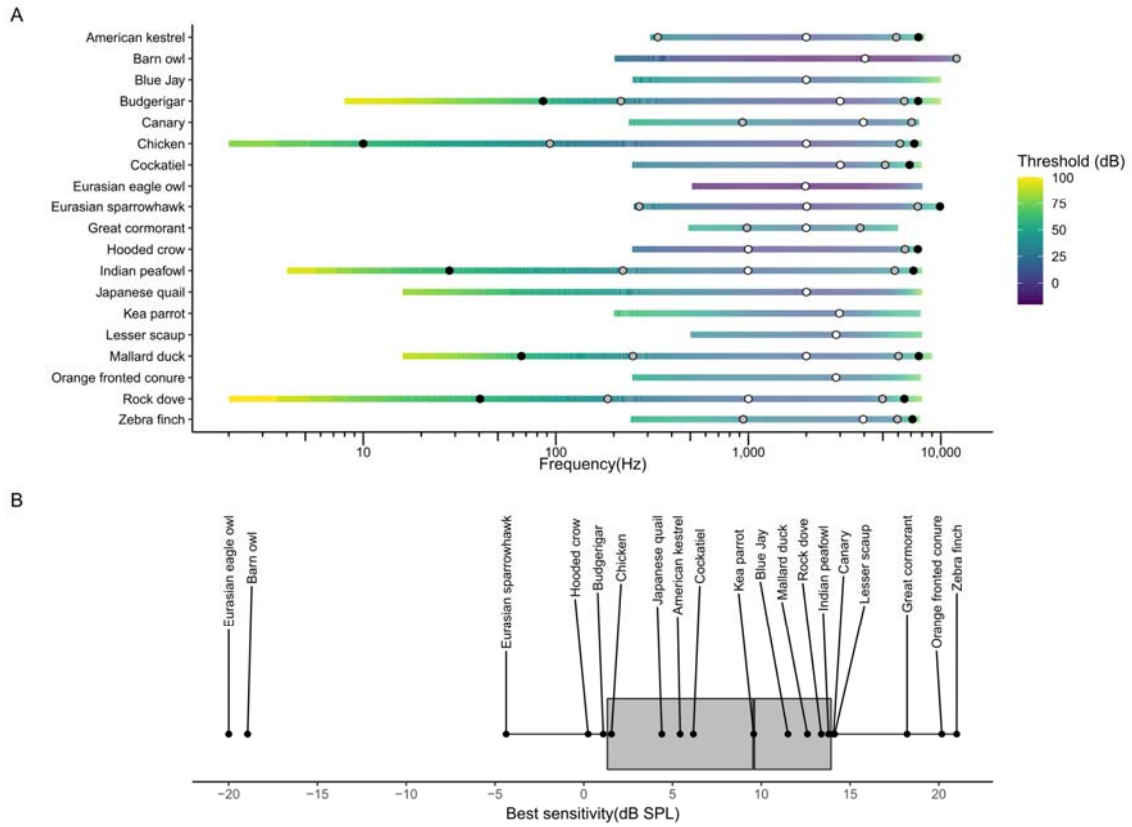 A
American kestrel
Barn owl
Blue Jay
Budgerigar
Canary
Chicken
Cockatiel
Eurasian eagle owl
Eurasian sparrowhawk
Great cormorant
Hooded crow
Indian peafowl
Japanese quail
Kea parrot
Lesser scaup
Mallard duck
Orange fronted conure
Rock dove
Zebra finch
10 100 1,000 10,000
Frequency(Hz)
Threshold (dB)
100
75
50
25
0
B
Eurasian eagle owl
Barn owl
Eurasian sparrowhawk
Hooded crow
Budgerigar
Chicken
Japanese quail
American kestrel
Cockatiel
Kea parrot
Blue Jay
Mallard duck
Rock dove
Indian peafowl
Canary
Lesser scaup
Great cormorant
Orange fronted conure
Zebra finch
−20 −15 −10 −5 0 5 10 15 20
Best sensitivity(dB SPL)